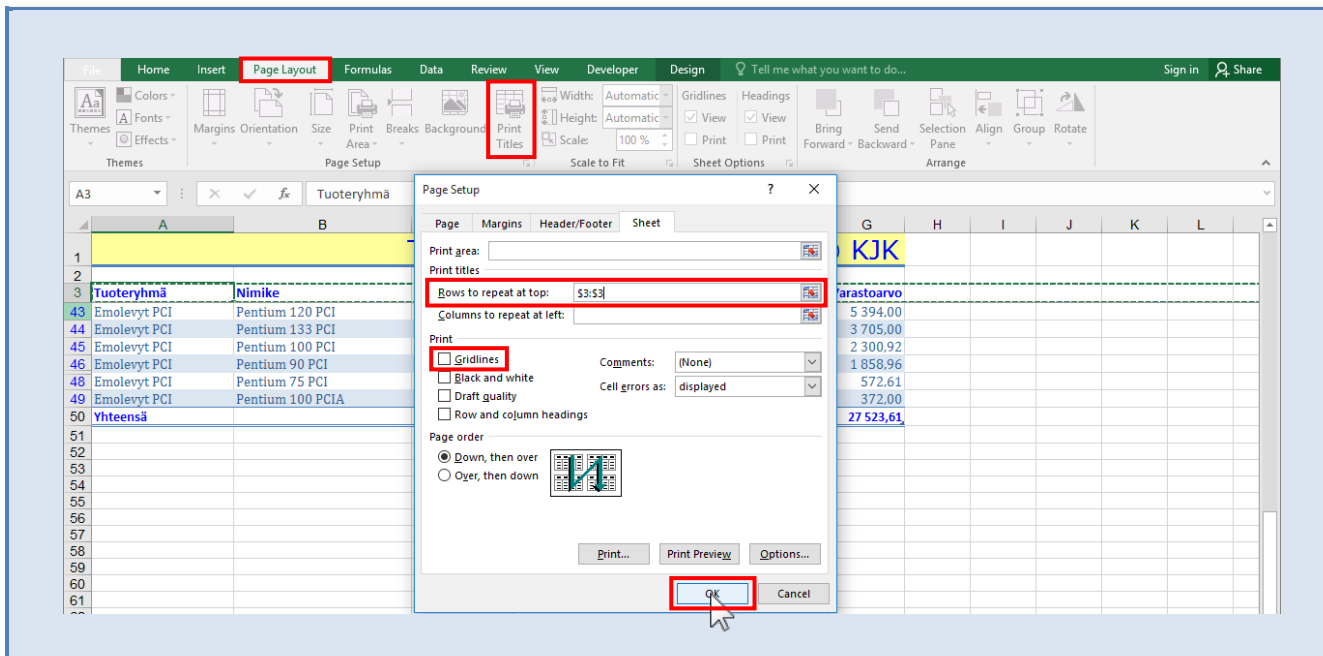 File Home Insert Page Layout Formulas Data Review View Developer Design Tell me what you want to do... Sign in Share
Colors Width: Automatic Gridlines Headings
Fonts Height: Automatic View View
Effects Scale: 100 % Print Print
Themes Margins Orientation Size Print Area Breaks Background Print Titles Bring Forward Send Backward Selection Pane Align Group Rotate
Themes Page Setup Scale to Fit Sheet Options Arrange
A3 fx Tuoteryhmä
A B G H I J K L
1 KJK
2
3 Tuoteryhmä Nimike Varastoarvo
43 Emolevyt PCI Pentium 120 PCI 5 394,00
44 Emolevyt PCI Pentium 133 PCI 3 705,00
45 Emolevyt PCI Pentium 100 PCI 2 300,92
46 Emolevyt PCI Pentium 90 PCI 1 858,96
48 Emolevyt PCI Pentium 75 PCI 572,61
49 Emolevyt PCI Pentium 100 PCIA 372,00
50 Yhteensä 27 523,61
51
52
53
54
55
56
57
58
59
60
61
Page Setup ? ×
Page Margins Header/Footer Sheet
Print area:
Print titles
Rows to repeat at top: $3:$3
Columns to repeat at left:
Print
Gridlines Comments: (None)
Black and white Cell errors as: displayed
Draft quality
Row and column headings
Page order
Down, then over
Over, then down
Print... Print Preview Options...
OK Cancel